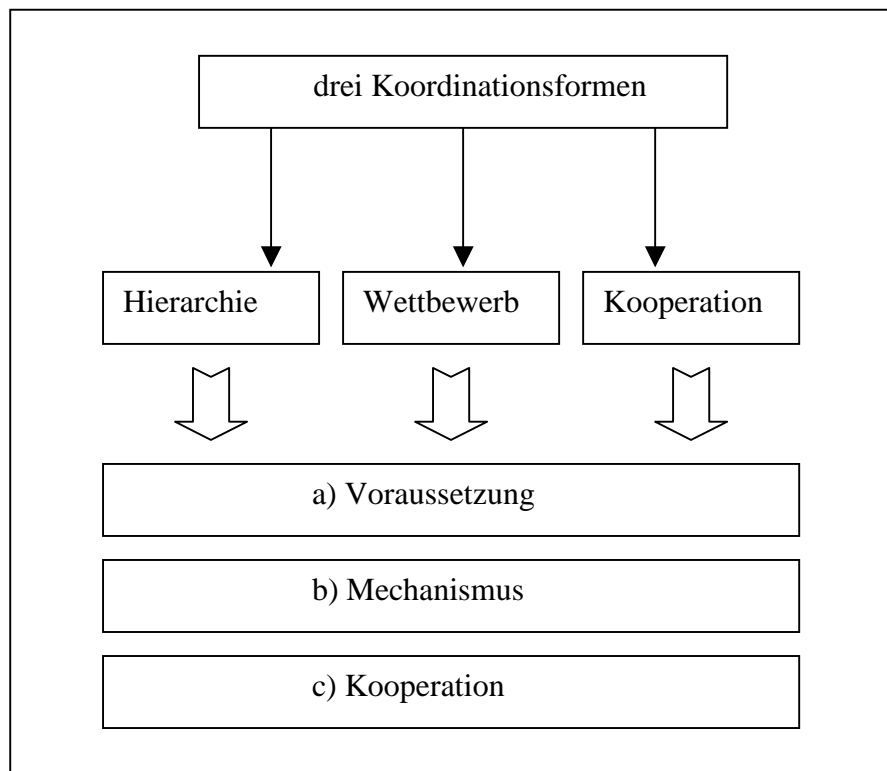 drei Koordinationsformen
Hierarchie
Wettbewerb
Kooperation
a) Voraussetzung
b) Mechanismus
c) Kooperation